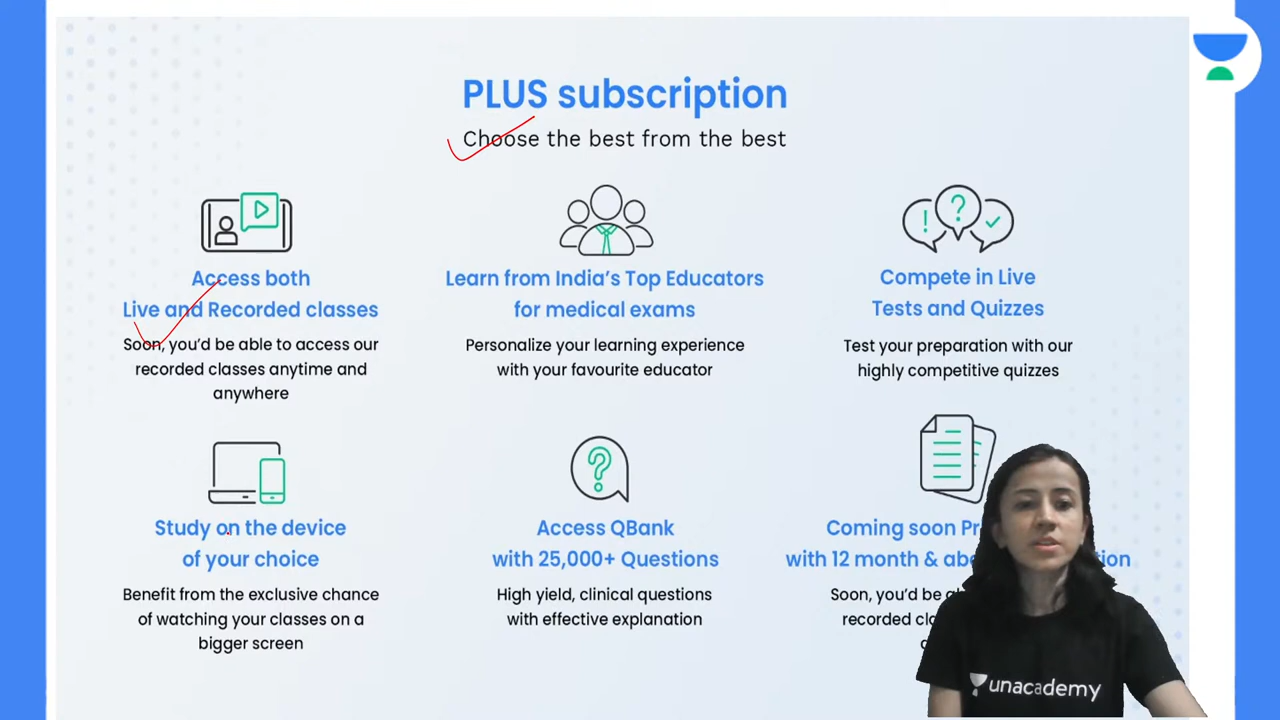 PLUS subscription
Choose the best from the best
Access both
Live and Recorded classes
Soon, you'd be able to access our
recorded classes anytime and
anywhere
Learn from India's Top Educators
for medical exams
Personalize your learning experience
with your favourite educator
Compete in Live
Tests and Quizzes
Test your preparation with our
highly competitive quizzes
Study on the device
of your choice
Benefit from the exclusive chance
of watching your classes on a
bigger screen
Access QBank
with 25,000+ Questions
High yield, clinical questions
with effective explanation
Coming soon
with 12 month &
Soon, you'd be
recorded
unacademy